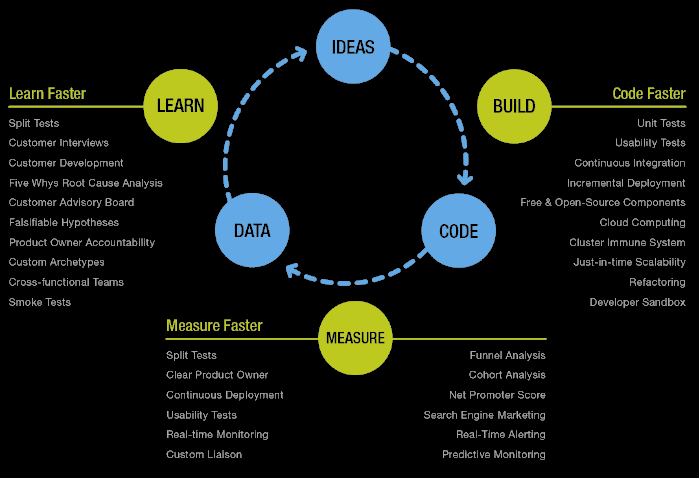 IDEAS
Learn Faster
LEARN
Split Tests
Customer Interviews
Customer Development
Five Whys Root Cause Analysis
Customer Advisory Board
Falsifiable Hypotheses
Product Owner Accountability
Custom Archetypes
Cross-functional Teams
Smoke Tests
BUILD
Code Faster
Unit Tests
Usability Tests
Continuous Integration
Incremental Deployment
Free & Open-Source Components
Cloud Computing
Cluster Immune System
Just-in-time Scalability
Refactoring
Developer Sandbox
DATA
CODE
Measure Faster
MEASURE
Split Tests
Clear Product Owner
Continuous Deployment
Usability Tests
Real-time Monitoring
Custom Liaison
Funnel Analysis
Cohort Analysis
Net Promoter Score
Search Engine Marketing
Real-Time Alerting
Predictive Monitoring